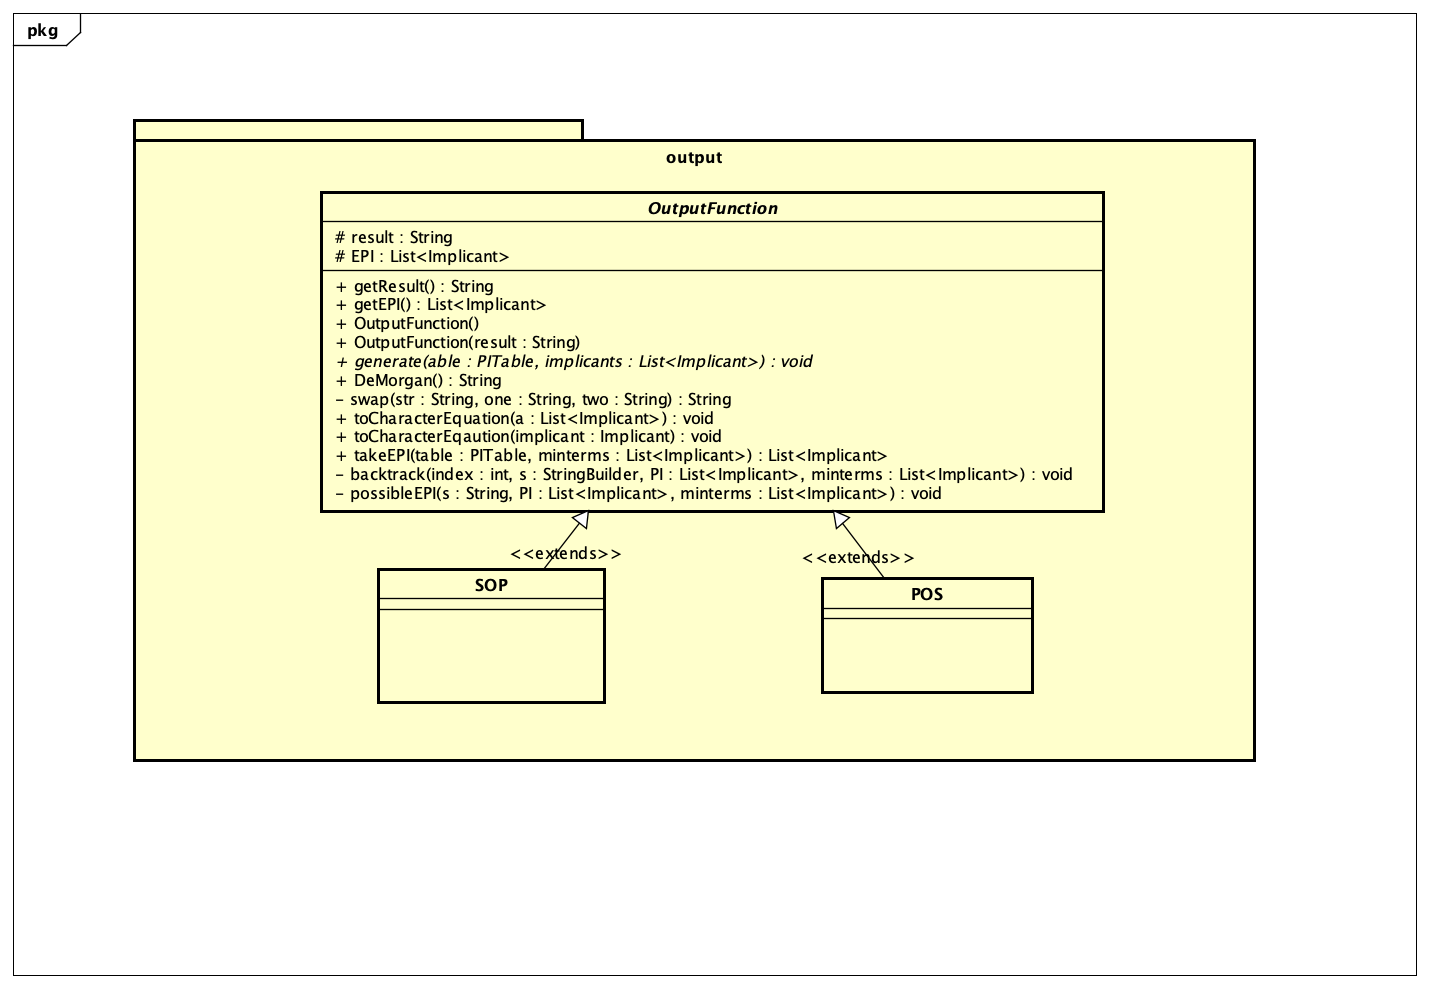 pkg
output
OutputFunction
# result : String
# EPI : List<Implicant>
+ getResult() : String
+ getEPI() : List<Implicant>
+ OutputFunction()
+ OutputFunction(result : String)
+ generate(able : PITable, implicants : List<Implicant>) : void
+ DeMorgan() : String
- swap(str : String, one : String, two : String) : String
+ toCharacterEquation(a : List<Implicant>) : void
+ toCharacterEqaution(implicant : Implicant) : void
+ takeEPI(table : PITable, minterms : List<Implicant>) : List<Implicant>
- backtrack(index : int, s : StringBuilder, PI : List<Implicant>, minterms : List<Implicant>) : void
- possibleEPI(s : String, PI : List<Implicant>, minterms : List<Implicant>) : void
<<extends>>
<<extends>>
SOP
POS